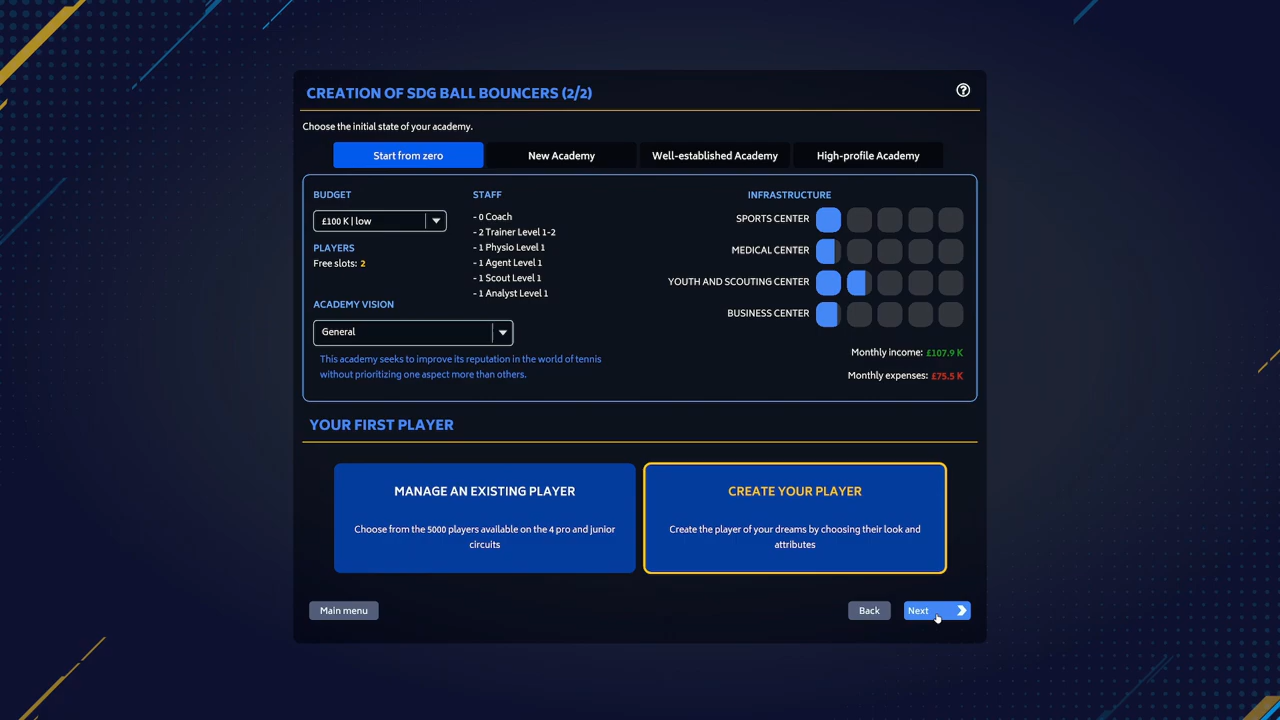 CREATION OF SDG BALL BOUNCERS (2/2)
Choose the initial state of your academy.
Start from zero
New Academy
Well-established Academy
High-profile Academy
BUDGET
£100 K | low
PLAYERS
Free slots: 2
ACADEMY VISION
General
This academy seeks to improve its reputation in the world of tennis
without prioritizing one aspect more than others.
STAFF
- 0 Coach
- 2 Trainer Level 1-2
- 1 Physio Level 1
- 1 Agent Level 1
- 1 Scout Level 1
- 1 Analyst Level 1
INFRASTRUCTURE
SPORTS CENTER
MEDICAL CENTER
YOUTH AND SCOUTING CENTER
BUSINESS CENTER
Monthly income: £107.9 K
Monthly expenses: £75.5 K
YOUR FIRST PLAYER
MANAGE AN EXISTING PLAYER
Choose from the 5000 players available on the 4 pro and junior
circuits
CREATE YOUR PLAYER
Create the player of your dreams by choosing their look and
attributes
Main menu
Back
Next